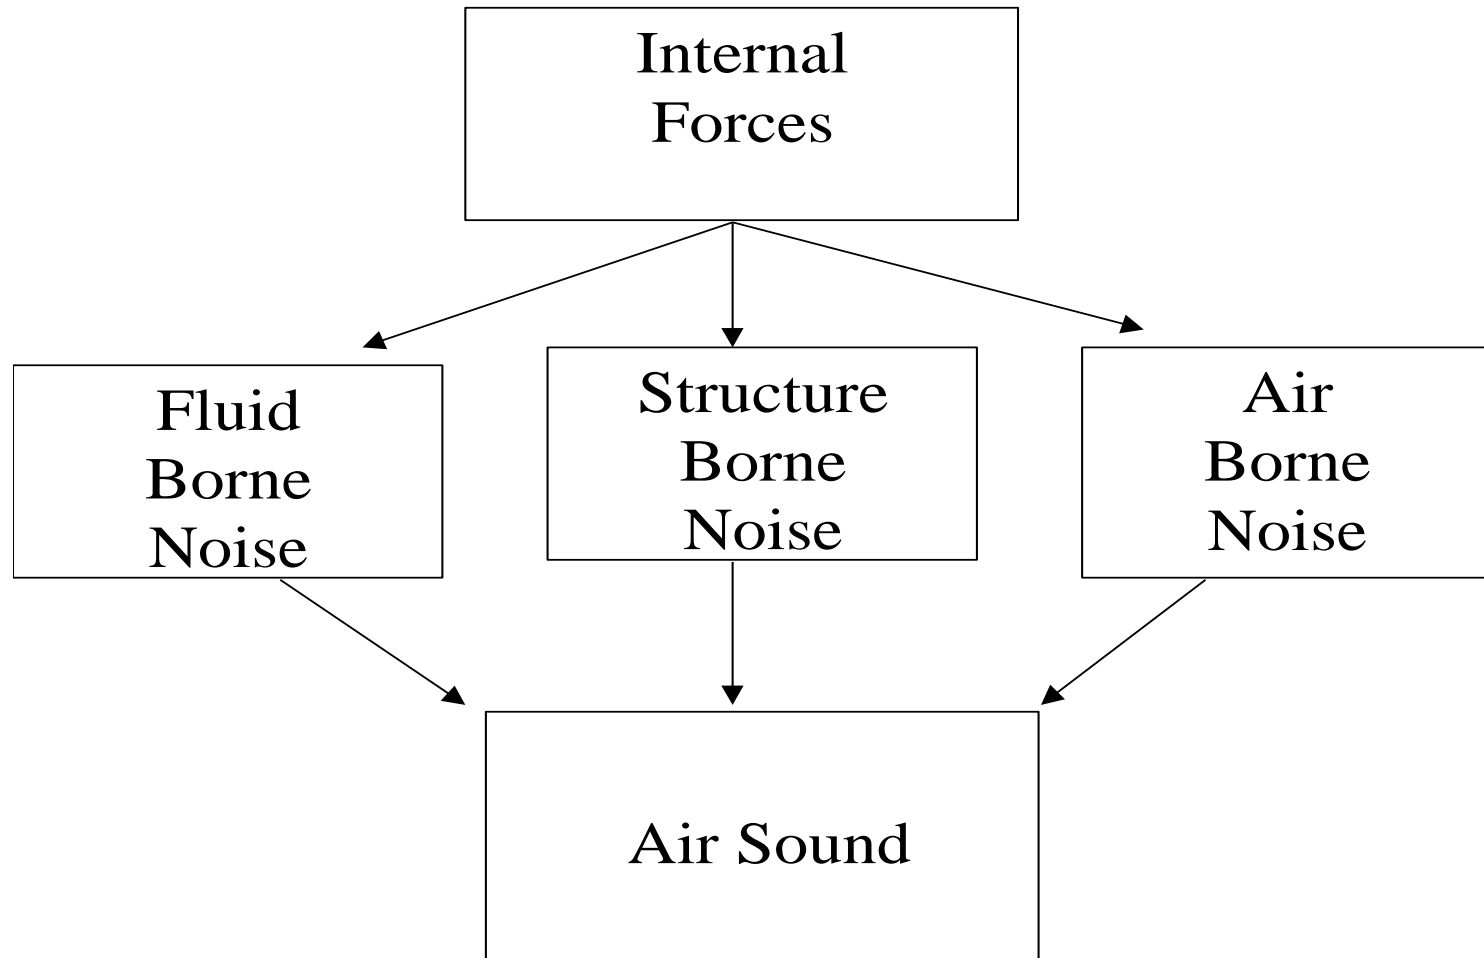 Internal
Forces
Fluid
Borne
Noise
Structure
Borne
Noise
Air
Borne
Noise
Air Sound